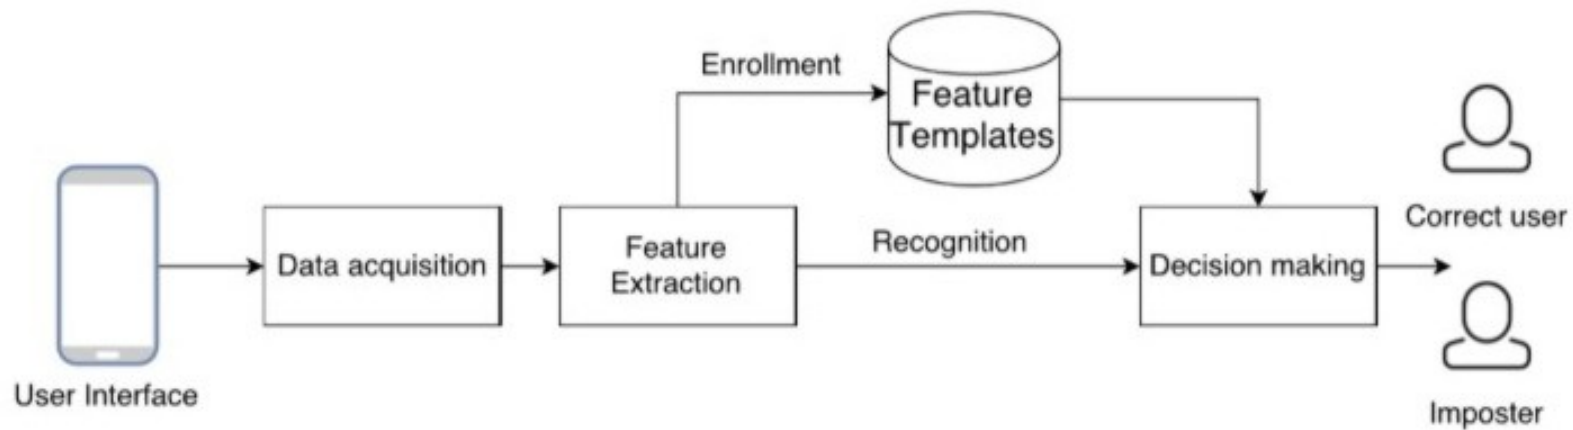 Enrollment
Feature
Templates
User Interface
Data acquisition
Feature
Extraction
Recognition
Decision making
Correct user
Imposter